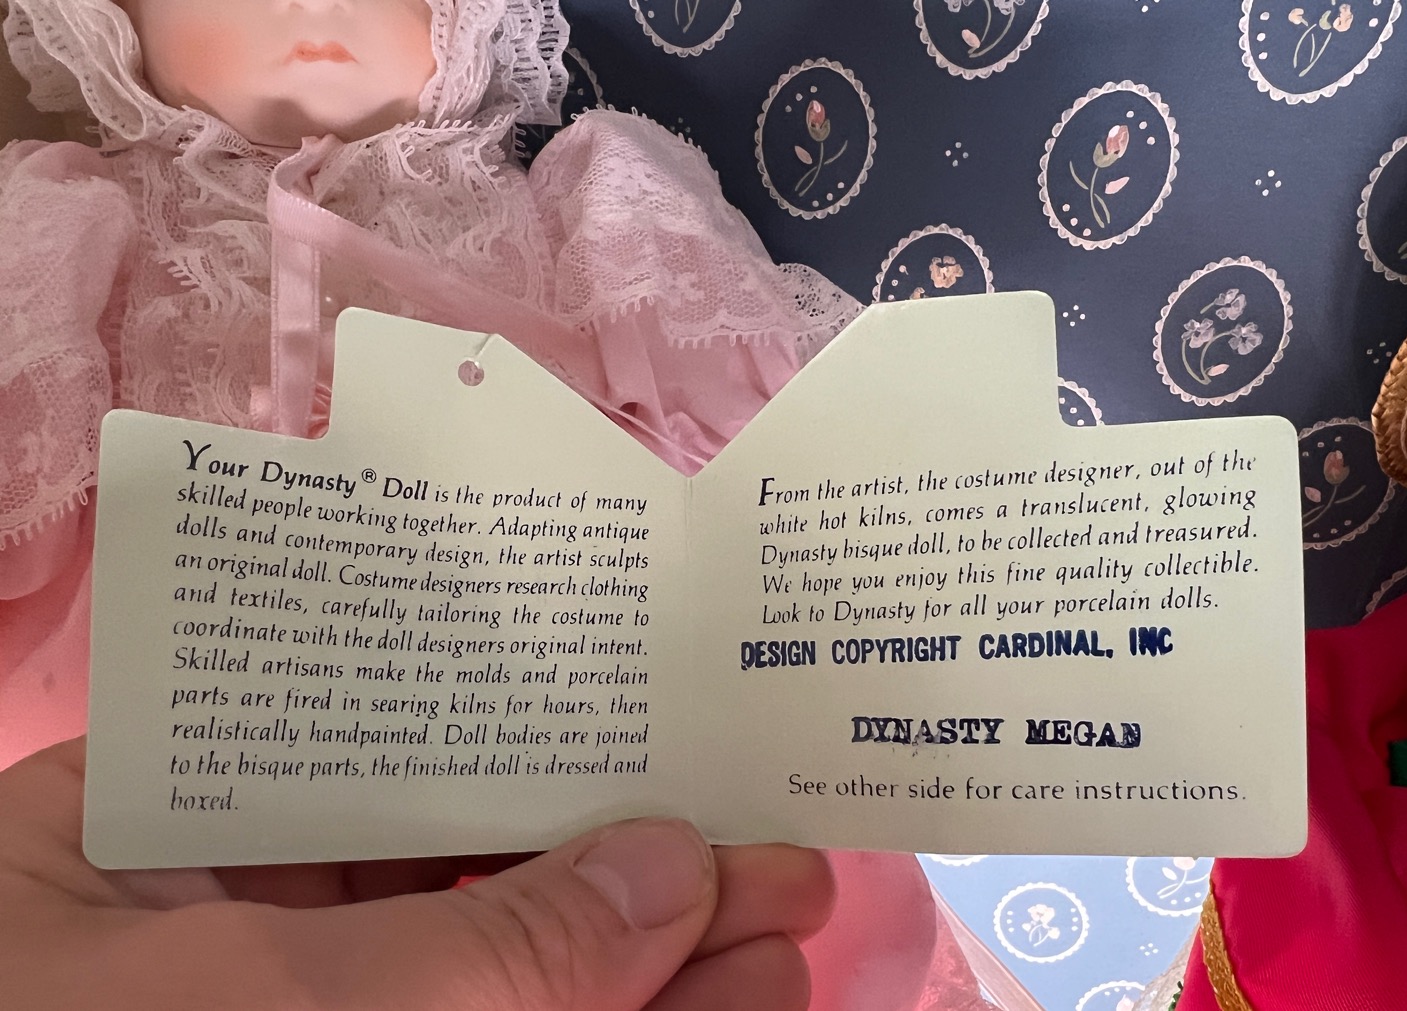 Your Dynasty® Doll is the product of many
skilled people working together. Adapting antique
dolls and contemporary design, the artist sculpts
an original doll. Costume designers research clothing
and textiles, carefully tailoring the costume to
coordinate with the doll designers original intent.
Skilled artisans make the molds and porcelain
parts are fired in searing kilns for hours, then
realistically handpainted. Doll bodies are joined
to the bisque parts, the finished doll is dressed and
boxed.
From the artist, the costume designer, out of the
white hot kilns, comes a translucent, glowing
Dynasty bisque doll, to be collected and treasured.
We hope you enjoy this fine quality collectible.
Look to Dynasty for all your porcelain dolls.
DESIGN COPYRIGHT CARDINAL, INC
DYNASTY MEGAN
See other side for care instructions.